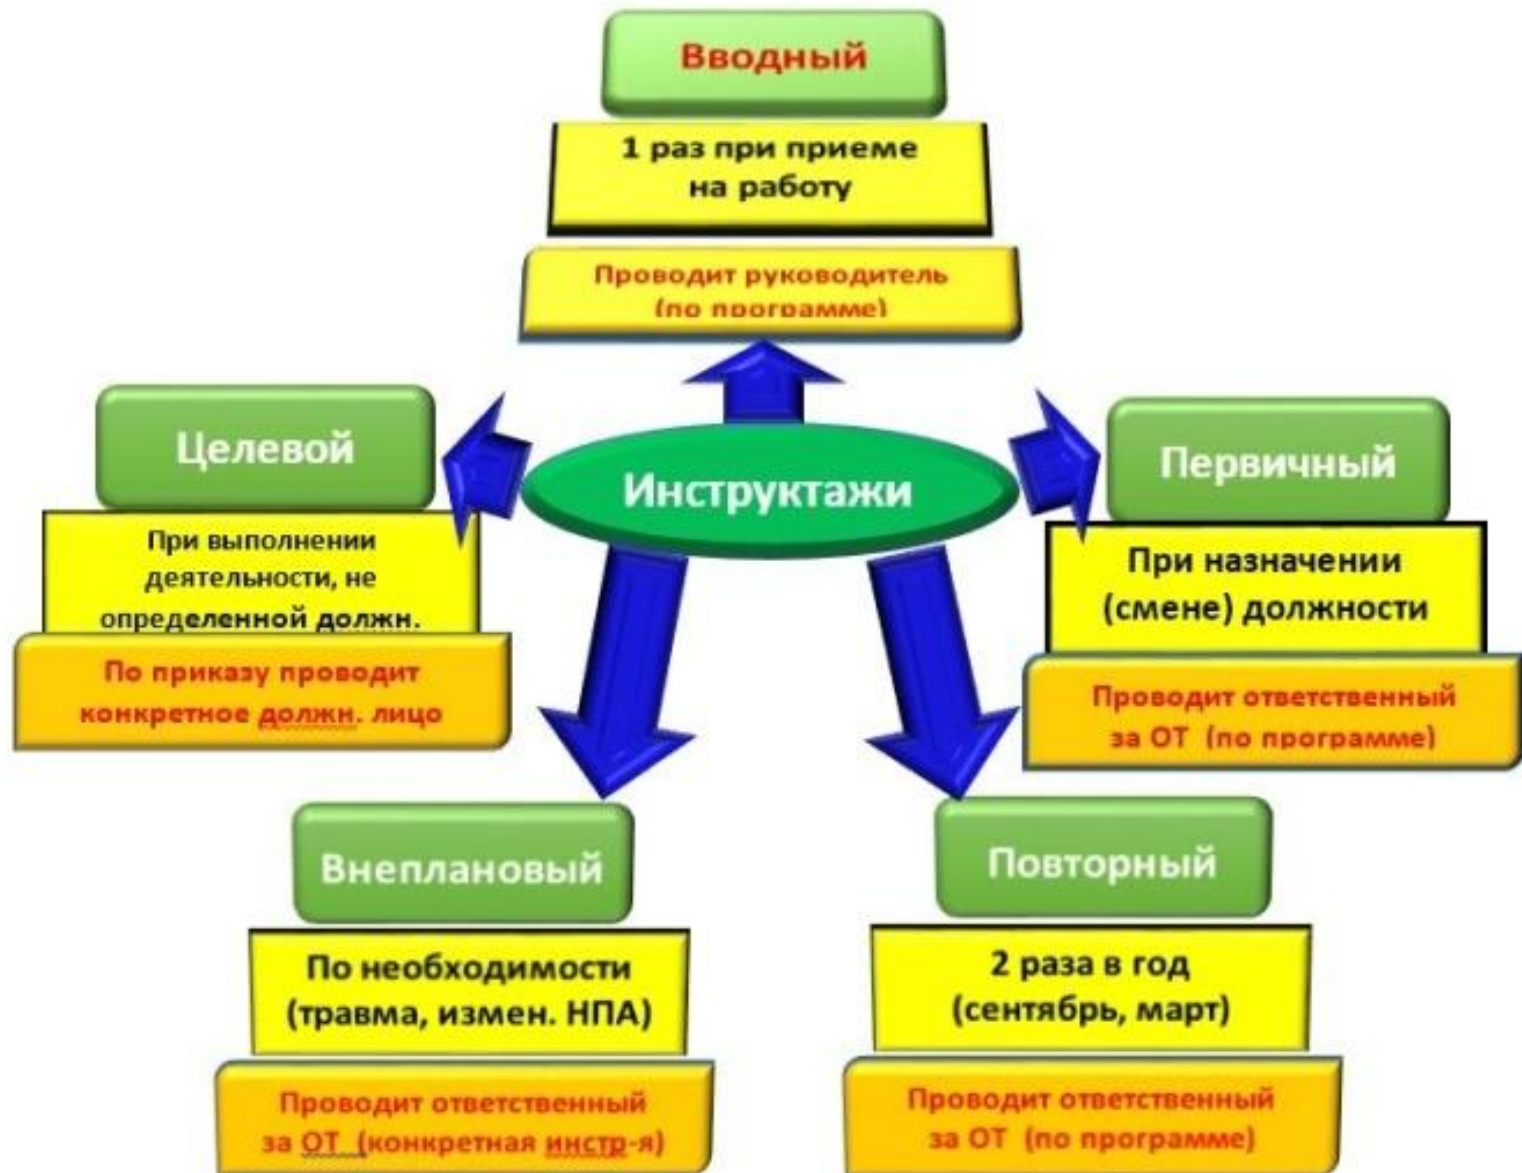 Вводный
1 раз при приеме
на работу
Проводит руководитель
(по программе)
Инструктажи
Целевой
При выполнении
деятельности, не
определенной должн.
По приказу проводит
конкретное должн. лицо
Первичный
При назначении
(смене) должности
Проводит ответственный
за ОТ (по программе)
Внеплановый
По необходимости
(травма, измен. НПА)
Проводит ответственный
за ОТ (конкретная инстр-я)
Повторный
2 раза в год
(сентябрь, март)
Проводит ответственный
за ОТ (по программе)